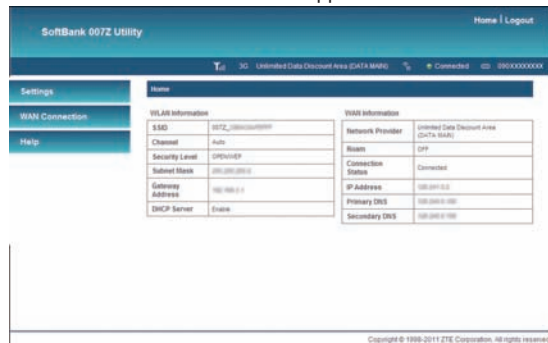 Home | Logout
SoftBank 007Z Utility
3G Unlimited Data Discount Area (DATA MAIN) Connected 090XXXXXXXX
Settings
WAN Connection
Help
Home
WLAN Information
SSID 007Z_
Channel Auto
Security Level OPEN/WEP
Subnet Mask
Gateway Address
DHCP Server Enable
WAN Information
Network Provider Unlimited Data Discount Area (DATA MAIN)
Roam OFF
Connection Status Connected
IP Address
Primary DNS
Secondary DNS
Copyright © 1998-2011 ZTE Corporation. All rights reserved